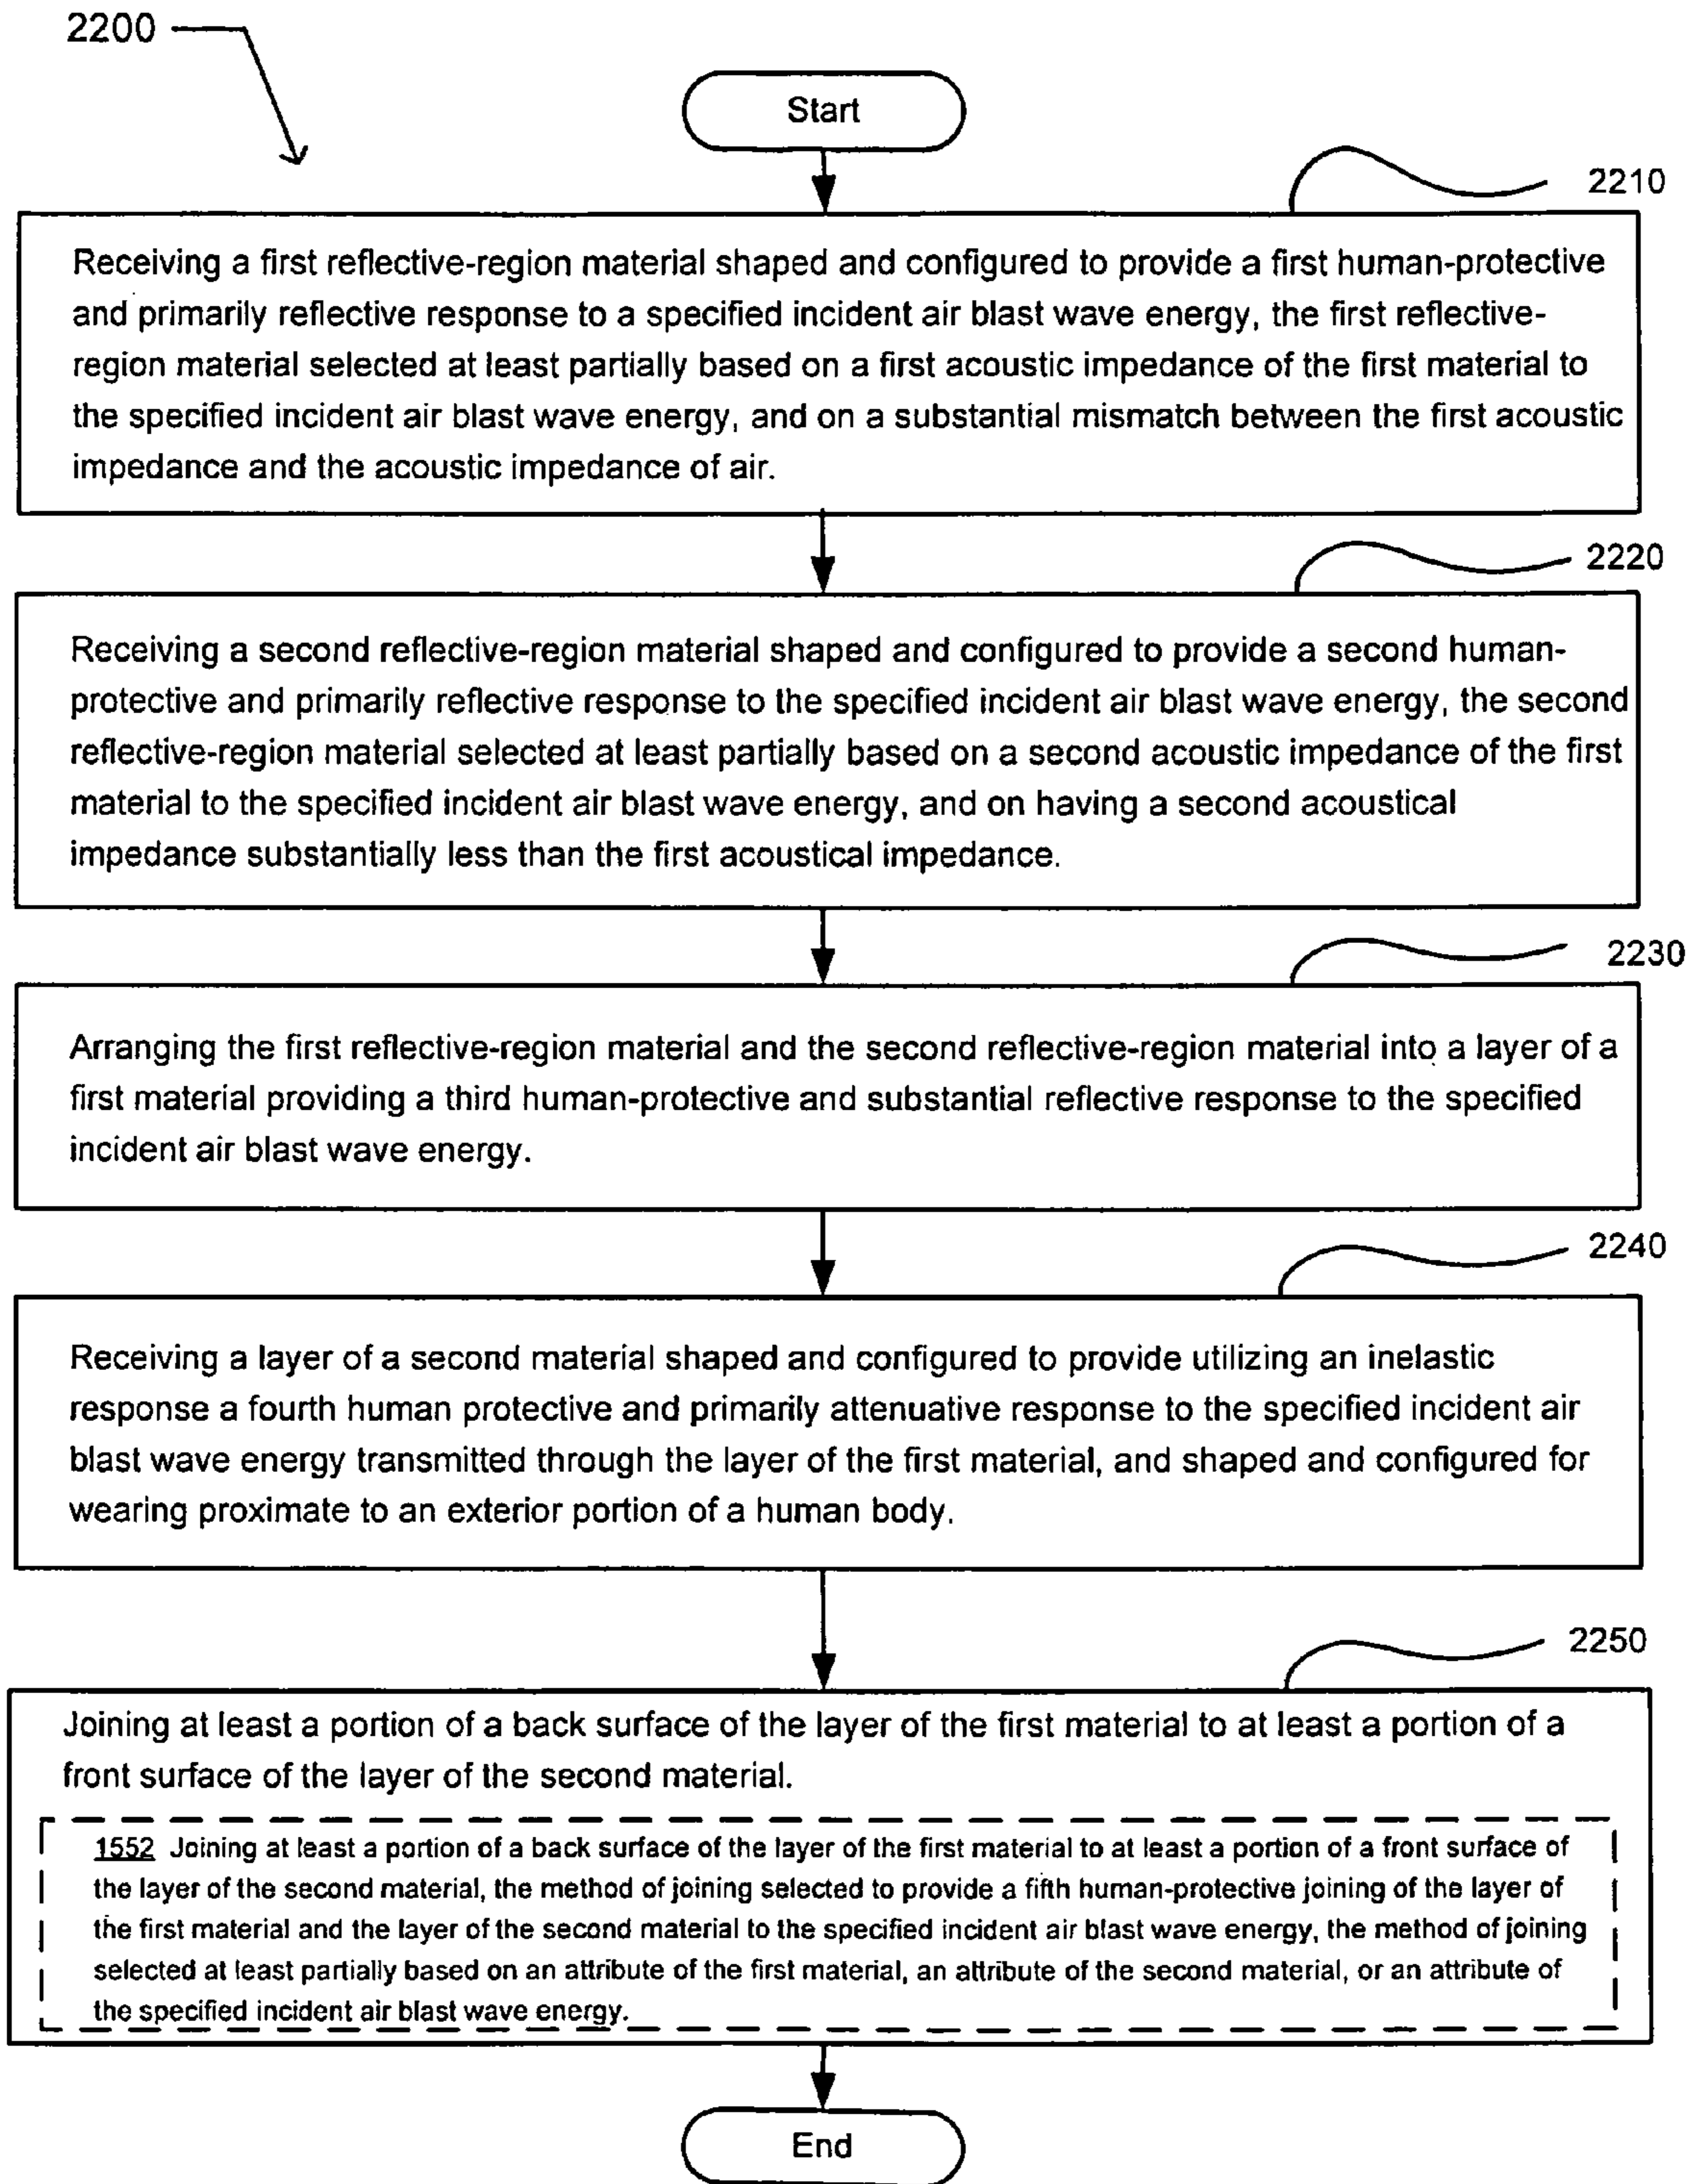 2200
Start
2210
Receiving a first reflective-region material shaped and configured to provide a first human-protective
and primarily reflective response to a specified incident air blast wave energy, the first reflective-
region material selected at least partially based on a first acoustic impedance of the first material to
the specified incident air blast wave energy, and on a substantial mismatch between the first acoustic
impedance and the acoustic impedance of air.
2220
Receiving a second reflective-region material shaped and configured to provide a second human-
protective and primarily reflective response to the specified incident air blast wave energy, the second
reflective-region material selected at least partially based on a second acoustic impedance of the first
material to the specified incident air blast wave energy, and on having a second acoustical
impedance substantially less than the first acoustical impedance.
2230
Arranging the first reflective-region material and the second reflective-region material into a layer of a
first material providing a third human-protective and substantial reflective response to the specified
incident air blast wave energy.
2240
Receiving a layer of a second material shaped and configured to provide utilizing an inelastic
response a fourth human protective and primarily attenuative response to the specified incident air
blast wave energy transmitted through the layer of the first material, and shaped and configured for
wearing proximate to an exterior portion of a human body.
2250
Joining at least a portion of a back surface of the layer of the first material to at least a portion of a
front surface of the layer of the second material.
1552 Joining at least a portion of a back surface of the layer of the first material to at least a portion of a front surface of
the layer of the second material, the method of joining selected to provide a fifth human-protective joining of the layer of
the first material and the layer of the second material to the specified incident air blast wave energy, the method of joining
selected at least partially based on an attribute of the first material, an attribute of the second material, or an attribute of
the specified incident air blast wave energy.
End